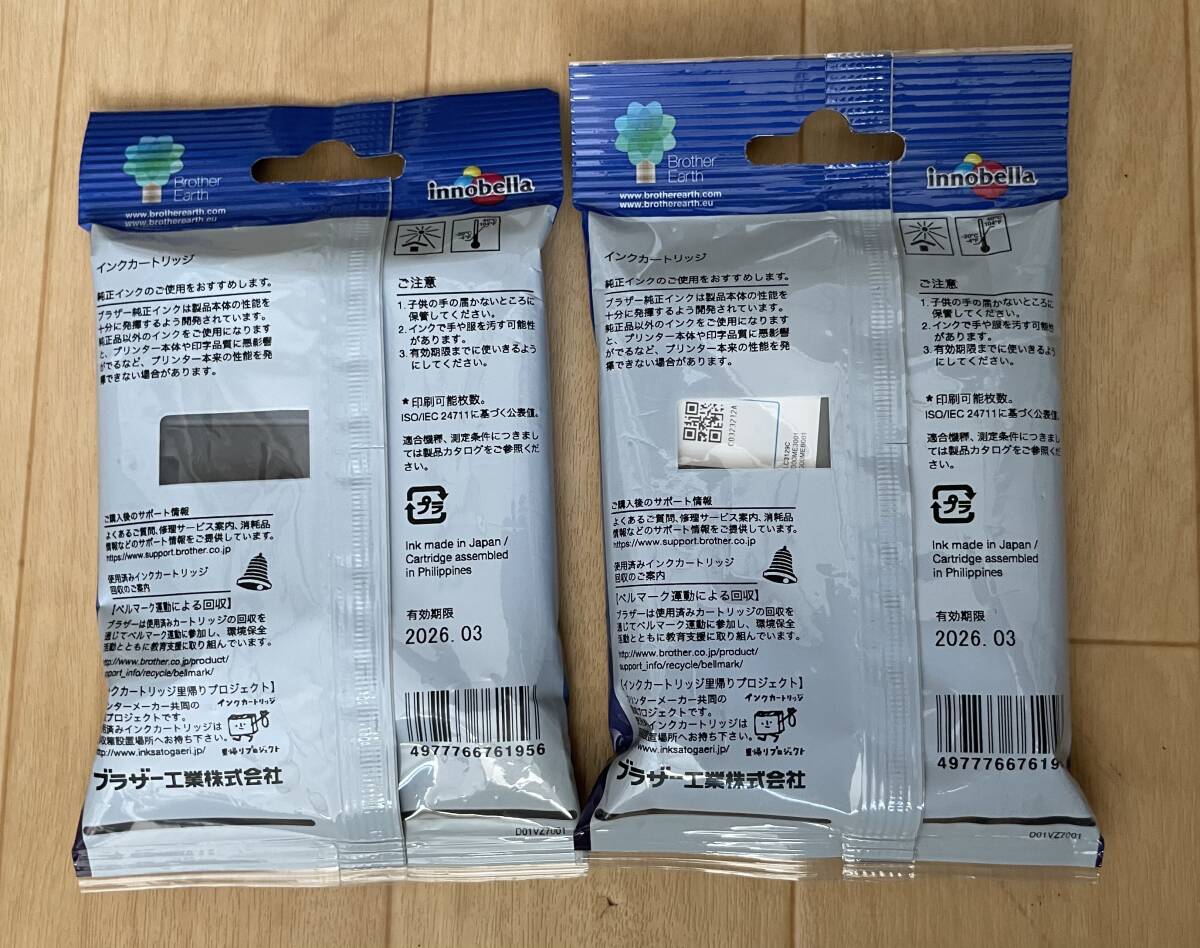 Brother
Earth
www.brotherearth.com
www.brotherearth.eu
innobella
インクカートリッジ
純正インクのご使用をおすすめします。
ブラザー純正インクは製品本体の性能を
十分に発揮するよう開発されています。
純正品以外のインクをご使用になります
と、プリンター本体や印字品質に悪影響
がでるなど、プリンター本来の性能を発
揮できない場合があります。
ご購入後のサポート情報
よくあるご質問、修理サービス案内、消耗品
情報などのサポート情報をご提供しています。
https://www.support.brother.co.jp
使用済みインクカートリッジ
回収のご案内
【ベルマーク運動による回収】
ブラザーは使用済みカートリッジの回収を
通じてベルマーク運動に参加し、環境保全
活動とともに教育支援に取り組んでいます。
http://www.brother.co.jp/product/
support_info/recycle/bellmark/
インクカートリッジ里帰りプロジェクト】
ンターメーカー共同の
プロジェクトです。
用済みインクカートリッジは
収箱設置場所へお持ち下さい。
http://www.inksatogaeri.jp/
インクカートリッジ
里帰りプロジェクト
ブラザー工業株式会社
ご注意
1. 子供の手の届かないところに
保管してください。
2. インクで手や服を汚す可能性
があります。
3. 有効期限までに使いきるよう
にしてください。
＊印刷可能枚数。
ISO/IEC 24711に基づく公表値。
適合機種、測定条件につきまし
ては製品カタログをご参照くだ
さい。
プラ
Ink made in Japan /
Cartridge assembled
in Philippines
有効期限
2026.03
4977766761956
D01VZ7001
Brother
Earth
www.brotherearth.com
www.brotherearth.eu
innobella
インクカートリッジ
純正インクのご使用をおすすめします。
ブラザー純正インクは製品本体の性能を
十分に発揮するよう開発されています。
純正品以外のインクをご使用になります
と、プリンター本体や印字品質に悪影響
がでるなど、プリンター本来の性能を発
揮できない場合があります。
LC3129C
ご購入後のサポート情報
よくあるご質問、修理サービス案内、消耗品
情報などのサポート情報をご提供しています。
https://www.support.brother.co.jp
使用済みインクカートリッジ
回収のご案内
【ベルマーク運動による回収】
ブラザーは使用済みカートリッジの回収を
通じてベルマーク運動に参加し、環境保全
活動とともに教育支援に取り組んでいます。
http://www.brother.co.jp/product/
support_info/recycle/bellmark/
【インクカートリッジ里帰りプロジェクト】
リンターメーカー共同の
プロジェクトです。
済みインクカートリッジは
設置場所へお持ち下さい。
www.inksatogaeri.jp/
インクカートリッジ
里帰りプロジェクト
ブラザー工業株式会社
-20°C
40°C
104°F
ご注意
1. 子供の手の届かないところに
保管してください。
2. インクで手や服を汚す可能性
があります。
3. 有効期限までに使いきるよう
にしてください。
＊印刷可能枚数。
ISO/IEC 24711に基づく公表値。
適合機種、測定条件につきまし
ては製品カタログをご参照くだ
さい。
プラ
Ink made in Japan /
Cartridge assembled
in Philippines
有効期限
2026.03
49777667619
D01VZ7001